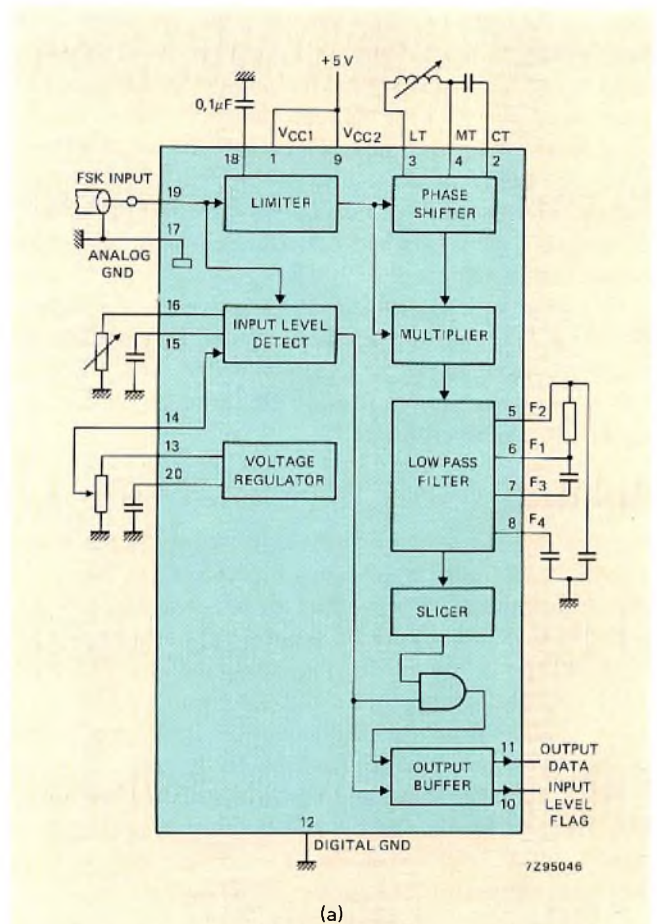 +5 V
0,1μF
VCC1
VCC2
LT
MT
CT
18
1
9
3
4
2
FSK INPUT
19
LIMITER
PHASE SHIFTER
17
ANALOG GND
16
15
INPUT LEVEL DETECT
MULTIPLIER
14
13
20
VOLTAGE REGULATOR
LOW PASS FILTER
5
F2
6
F1
7
F3
8
F4
SLICER
OUTPUT BUFFER
11
OUTPUT DATA
10
INPUT LEVEL FLAG
12
DIGITAL GND
7Z95046
(a)